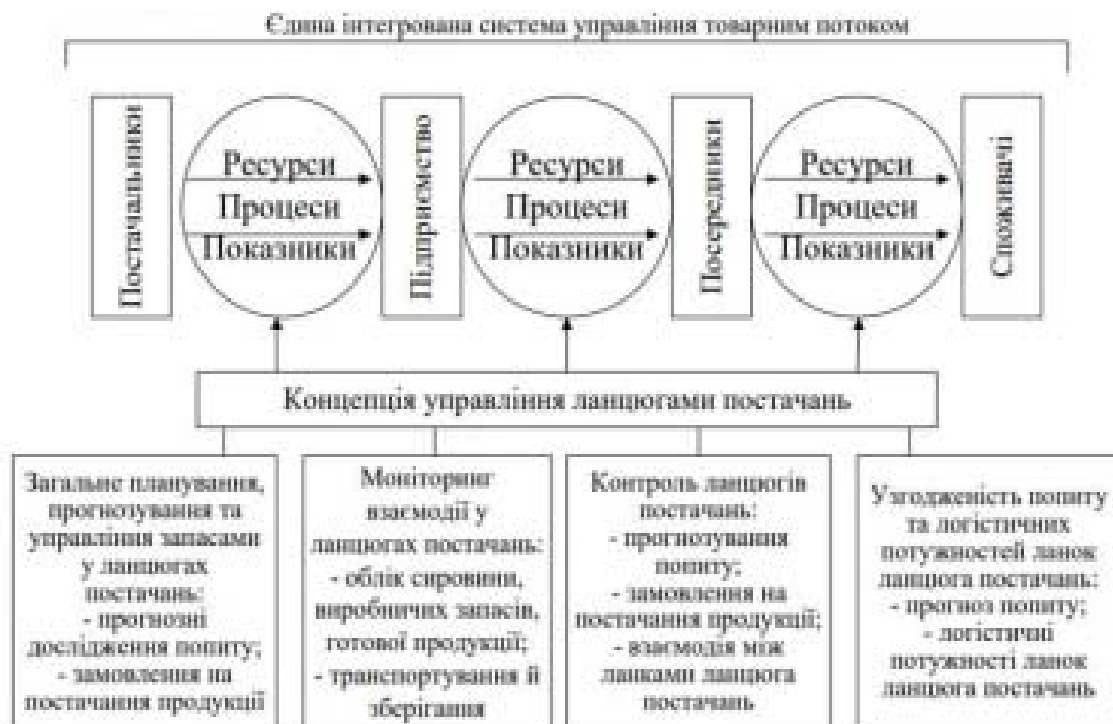 Єдина інтегрована система управління товарним потоком
Постачальники
Ресурси
Процеси
Показники
Підприємство
Ресурси
Процеси
Показники
Посередники
Ресурси
Процеси
Показники
Споживачі
Концепція управління ланцюгами постачань
Загальне планування,
прогнозування та
управління запасами
у ланцюгах
постачань:
- прогнозні
дослідження попиту;
- замовлення на
постачання продукції
Моніторинг
взаємодії у
ланцюгах постачань:
- облік сировини,
виробничих запасів,
готової продукції;
- транспортування й
зберігання
Контроль ланцюгів
постачань:
- прогнозування
попиту;
- замовлення на
постачання продукції;
- взаємодія між
ланками ланцюга
постачань
Узгодженість попиту
та логістичних
потужностей ланок
ланцюга постачань:
- прогноз попиту;
- логістичні
потужності ланок
ланцюга постачань